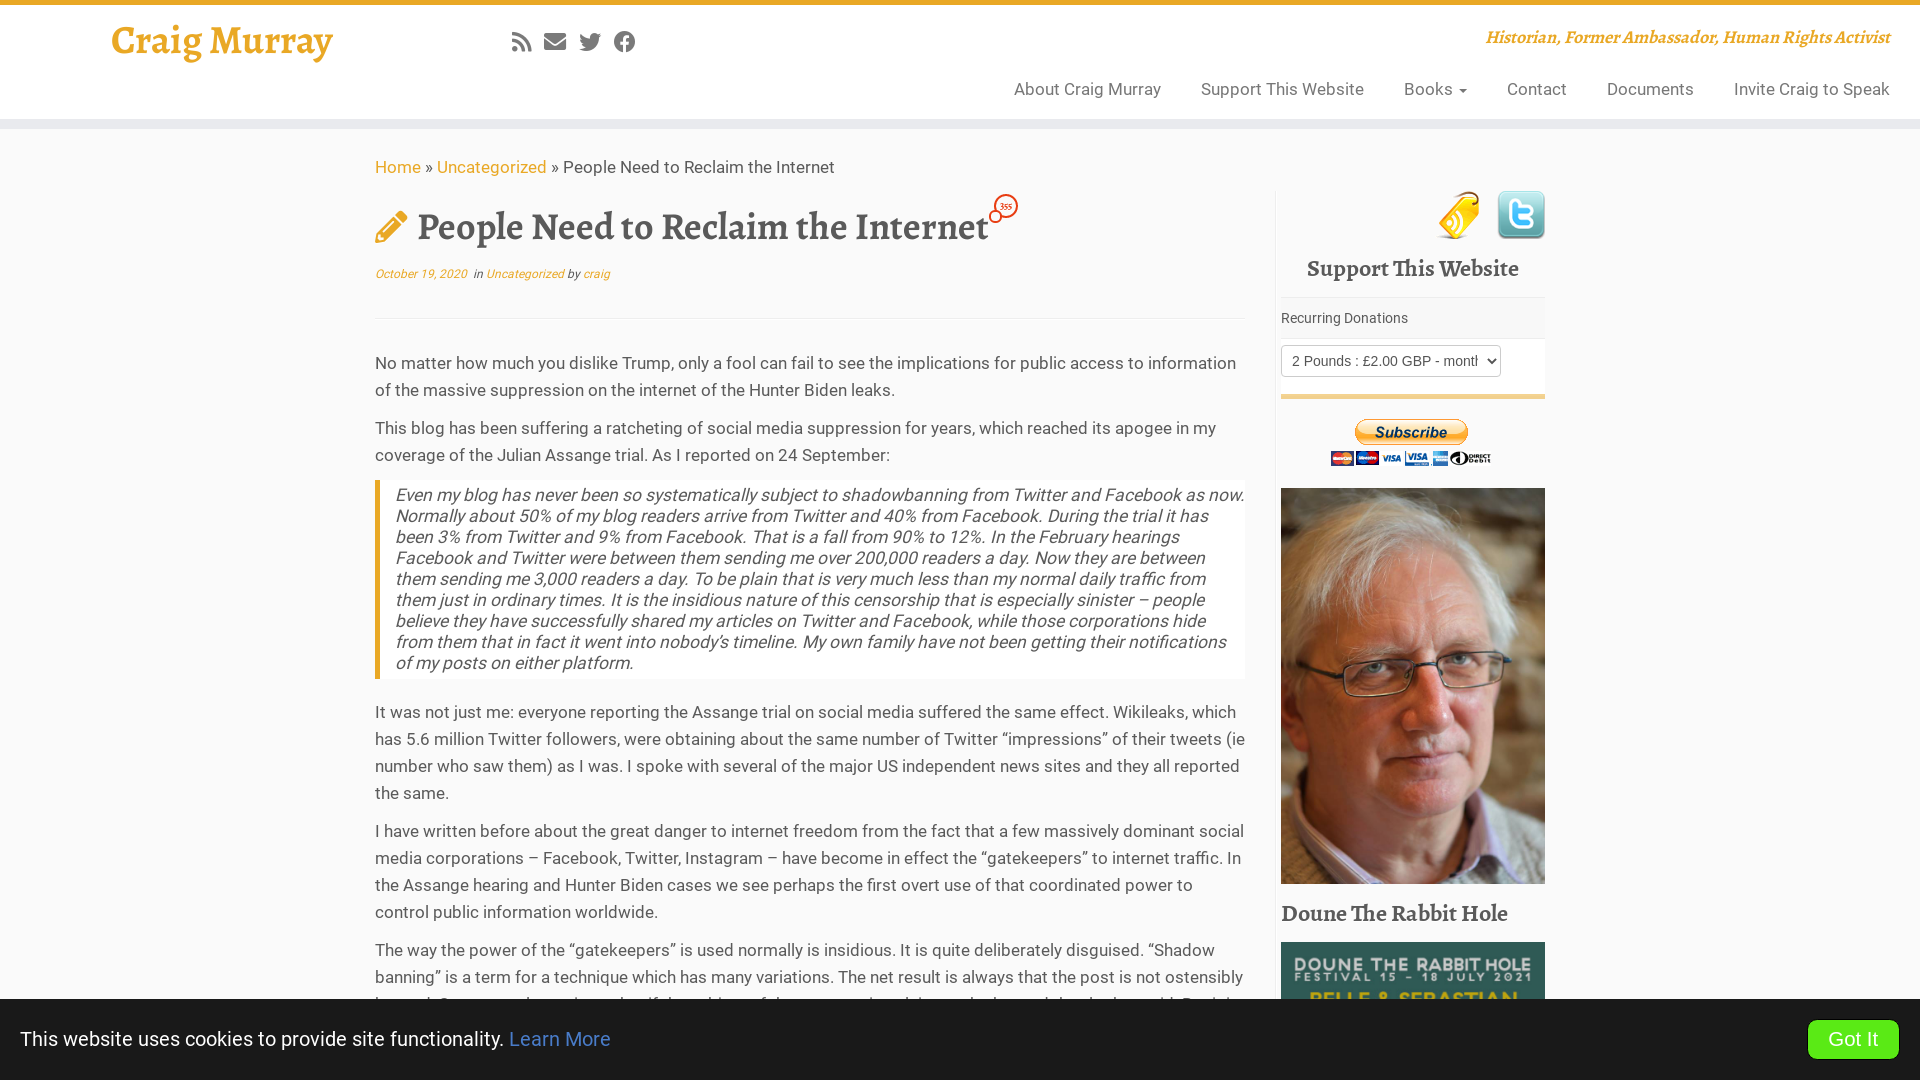 Craig Murray
Historian, Former Ambassador, Human Rights Activist
About Craig Murray Support This Website Books Contact Documents Invite Craig to Speak
Home » Uncategorized » People Need to Reclaim the Internet
People Need to Reclaim the Internet 355
October 19, 2020 in Uncategorized by craig
No matter how much you dislike Trump, only a fool can fail to see the implications for public access to information
of the massive suppression on the internet of the Hunter Biden leaks.
This blog has been suffering a ratcheting of social media suppression for years, which reached its apogee in my
coverage of the Julian Assange trial. As I reported on 24 September:
Even my blog has never been so systematically subject to shadowbanning from Twitter and Facebook as now.
Normally about 50% of my blog readers arrive from Twitter and 40% from Facebook. During the trial it has
been 3% from Twitter and 9% from Facebook. That is a fall from 90% to 12%. In the February hearings
Facebook and Twitter were between them sending me over 200,000 readers a day. Now they are between
them sending me 3,000 readers a day. To be plain that is very much less than my normal daily traffic from
them just in ordinary times. It is the insidious nature of this censorship that is especially sinister – people
believe they have successfully shared my articles on Twitter and Facebook, while those corporations hide
from them that in fact it went into nobody’s timeline. My own family have not been getting their notifications
of my posts on either platform.
It was not just me: everyone reporting the Assange trial on social media suffered the same effect. Wikileaks, which
has 5.6 million Twitter followers, were obtaining about the same number of Twitter “impressions” of their tweets (ie
number who saw them) as I was. I spoke with several of the major US independent news sites and they all reported
the same.
I have written before about the great danger to internet freedom from the fact that a few massively dominant social
media corporations – Facebook, Twitter, Instagram – have become in effect the “gatekeepers” to internet traffic. In
the Assange hearing and Hunter Biden cases we see perhaps the first overt use of that coordinated power to
control public information worldwide.
The way the power of the “gatekeepers” is used normally is insidious. It is quite deliberately disguised. “Shadow
banning” is a term for a technique which has many variations. The net result is always that the post is not ostensibly
Support This Website
Recurring Donations
2 Pounds : £2.00 GBP - month
Subscribe
MasterCard Maestro VISA VISA DIRECT Debit
Doune The Rabbit Hole
DOUNE THE RABBIT HOLE
FESTIVAL 15 - 18 JULY 2021
BELLE & SEBASTIAN
This website uses cookies to provide site functionality. Learn More
Got It